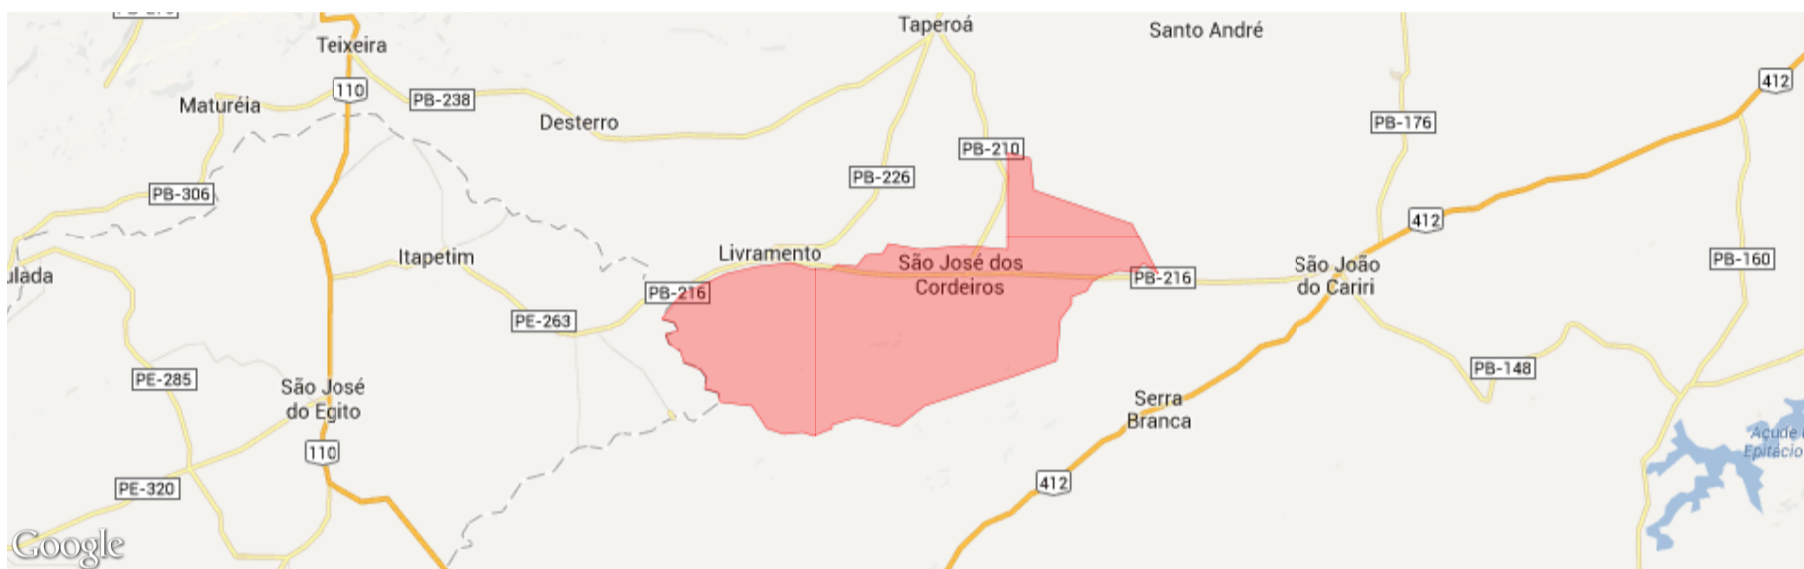 Taperoá
Santo André
Teixeira
110
412
Maturéia
PB-238
Desterro
PB-176
PB-210
PB-226
PB-306
412
Livramento
Itapetim
PB-160
São José dos
Cordeiros
São João
do Cariri
ulada
PB-216
PB-216
PE-263
PB-148
PE-285
São José
do Egito
Serra
Branca
Açude
Epitácio
110
412
PE-320
Google